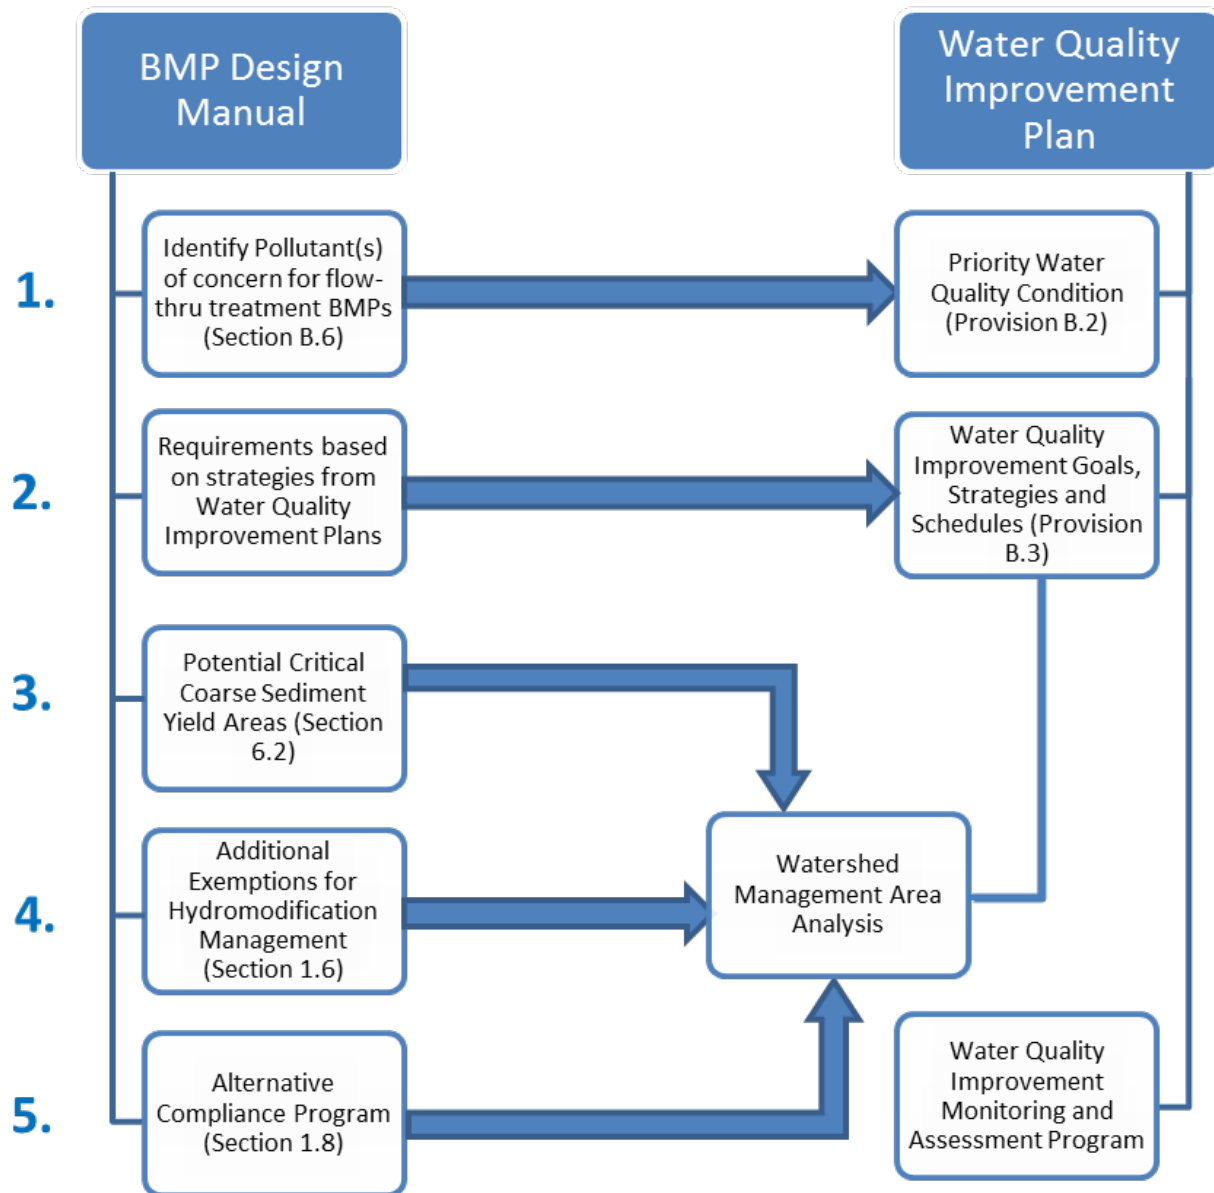 BMP Design
Manual
Water Quality
Improvement
Plan
1.
Identify Pollutant(s)
of concern for flow-
thru treatment BMPs
(Section B.6)
Priority Water
Quality Condition
(Provision B.2)
2.
Requirements based
on strategies from
Water Quality
Improvement Plans
Water Quality
Improvement Goals,
Strategies and
Schedules (Provision
B.3)
3.
Potential Critical
Coarse Sediment
Yield Areas (Section
6.2)
4.
Additional
Exemptions for
Hydromodification
Management
(Section 1.6)
Watershed
Management Area
Analysis
5.
Alternative
Compliance Program
(Section 1.8)
Water Quality
Improvement
Monitoring and
Assessment Program